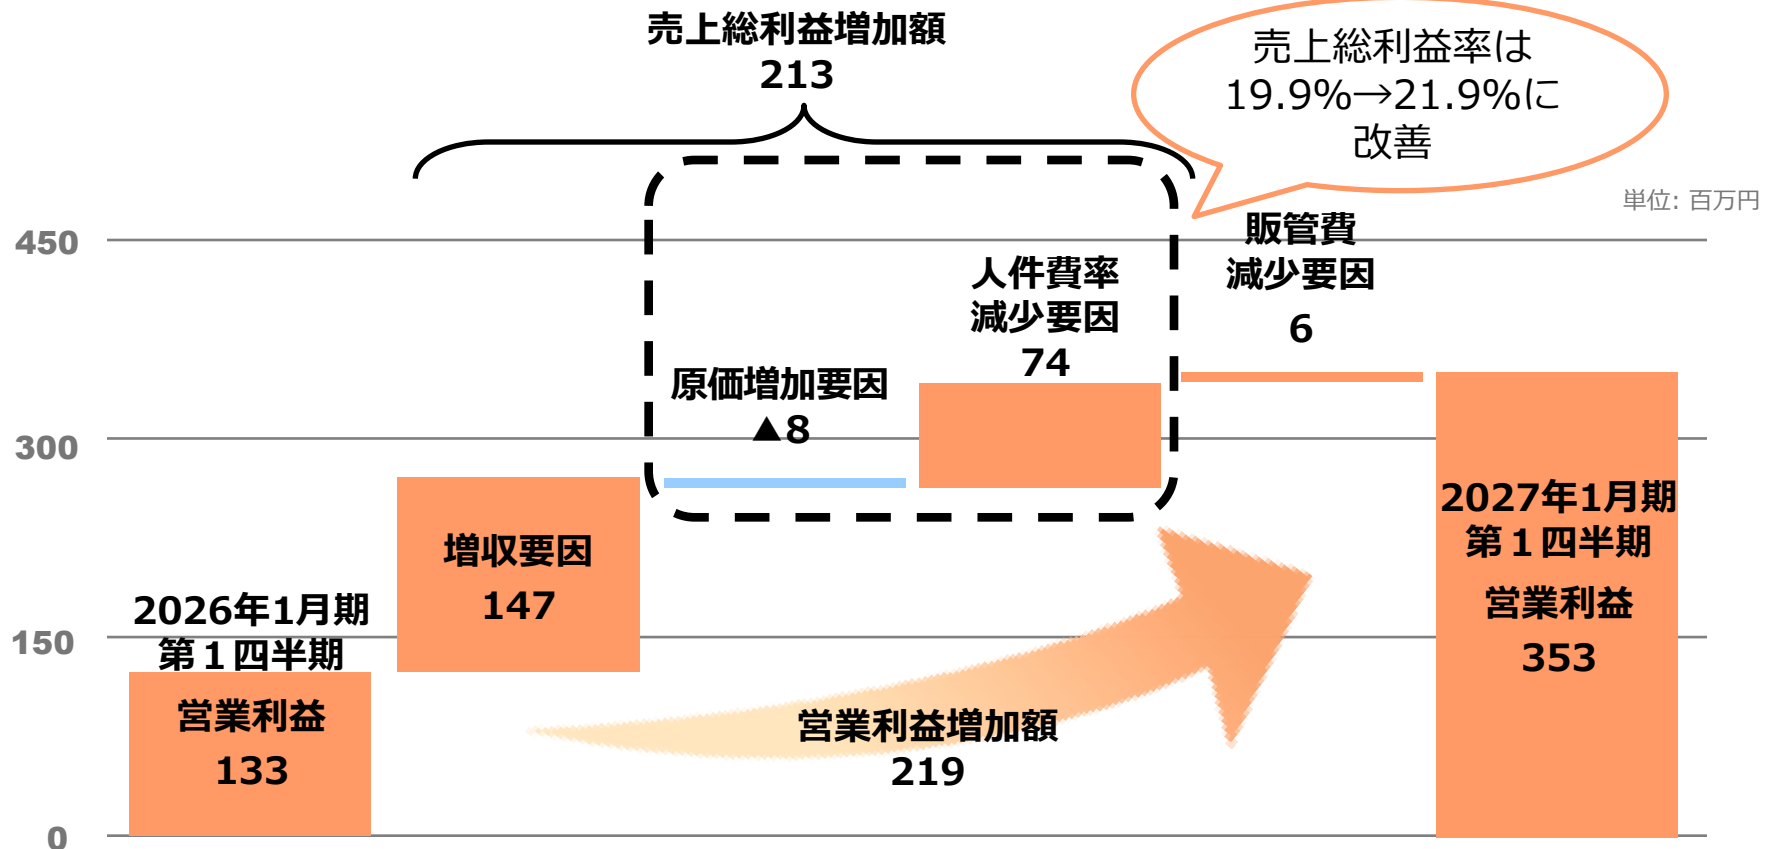 売上総利益増加額
213
売上総利益率は
19.9%→21.9%に
改善
単位: 百万円
450
300
150
0
2026年1月期
第１四半期
営業利益
133
増収要因
147
原価増加要因
▲8
人件費率
減少要因
74
販管費
減少要因
6
営業利益増加額
219
2027年1月期
第１四半期
営業利益
353